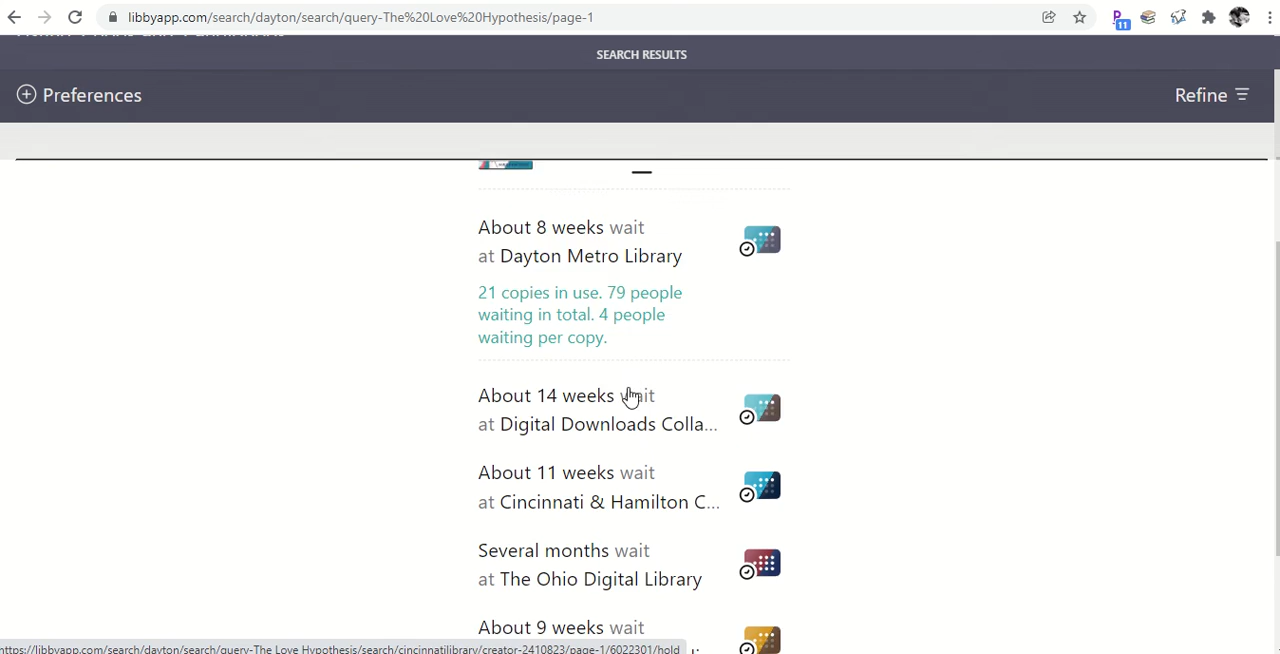 libbyapp.com/search/dayton/search/query-The%20Love%20Hypothesis/page-1
11
SEARCH RESULTS
Preferences
Refine
About 8 weeks wait
at Dayton Metro Library
21 copies in use. 79 people
waiting in total. 4 people
waiting per copy.
About 14 weeks wait
at Digital Downloads Colla...
About 11 weeks wait
at Cincinnati & Hamilton C...
Several months wait
at The Ohio Digital Library
About 9 weeks wait
https://libbyapp.com/search/dayton/search/query-The Love Hypothesis/search/cincinnatilibrary/creator-2410823/page-1/6022301/hold